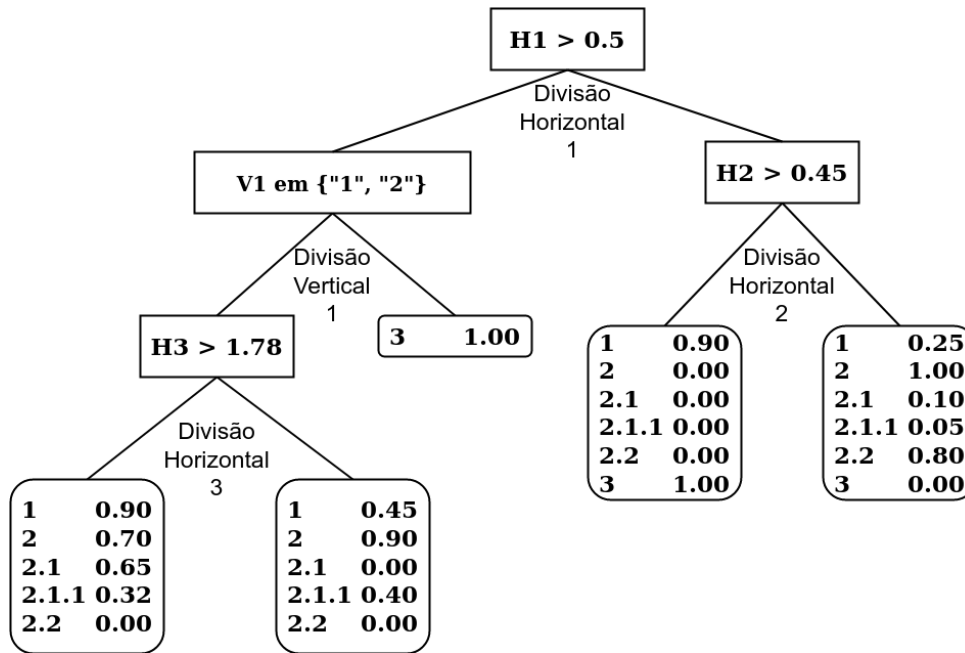 H1 > 0.5
Divisão
Horizontal
1
V1 em {"1", "2"}
H2 > 0.45
Divisão
Vertical
1
Divisão
Horizontal
2
H3 > 1.78
3 1.00
1 0.90
2 0.00
2.1 0.00
2.1.1 0.00
2.2 0.00
3 1.00
1 0.25
2 1.00
2.1 0.10
2.1.1 0.05
2.2 0.80
3 0.00
Divisão
Horizontal
3
1 0.90
2 0.70
2.1 0.65
2.1.1 0.32
2.2 0.00
1 0.45
2 0.90
2.1 0.00
2.1.1 0.40
2.2 0.00